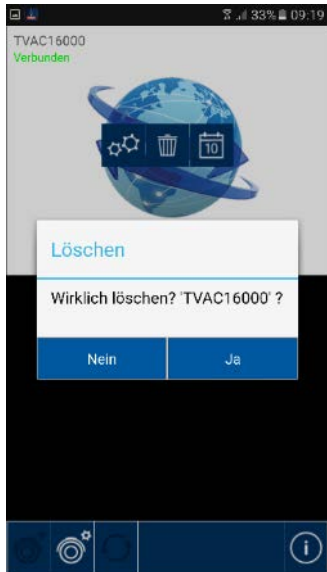 33% 09:19
TVAC16000
Verbunden
10
Löschen
Wirklich löschen? 'TVAC16000' ?
Nein
Ja
i